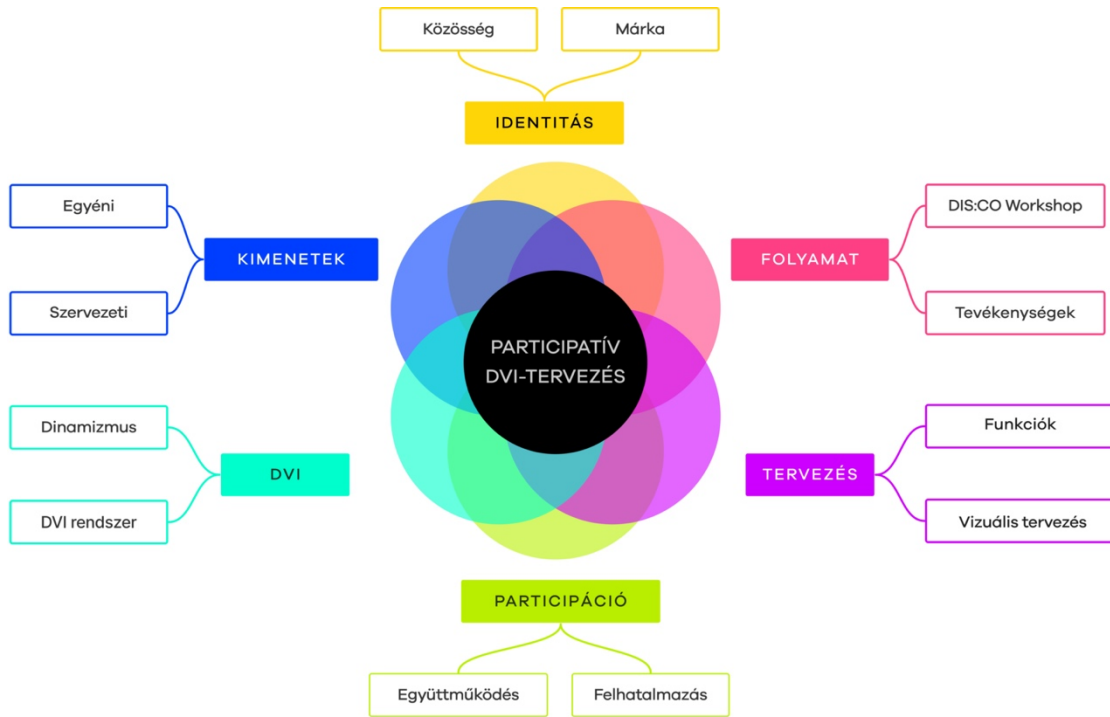 Közösség
Márka
IDENTITÁS
Egyéni
KIMENETEK
Szervezeti
DIS:CO Workshop
FOLYAMAT
Tevékenységek
PARTICIPATÍV
DVI-TERVEZÉS
Dinamizmus
DVI
DVI rendszer
Funkciók
TERVEZÉS
Vizuális tervezés
PARTICIPÁCIÓ
Együttműködés
Felhatalmazás